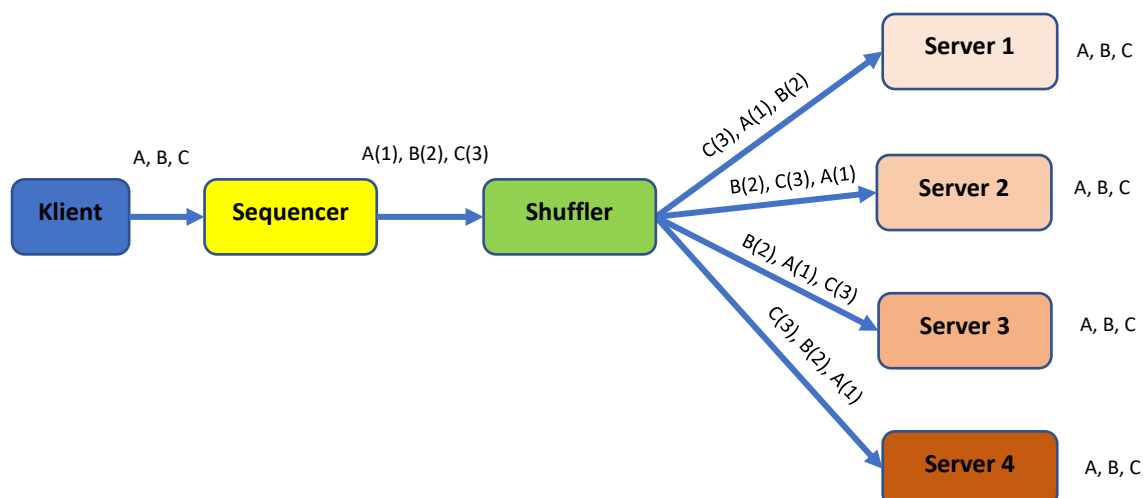 Klient
A, B, C
Sequencer
A(1), B(2), C(3)
Shuffler
C(3), A(1), B(2)
B(2), C(3), A(1)
B(2), A(1), C(3)
C(3), B(2), A(1)
Server 1
A, B, C
Server 2
A, B, C
Server 3
A, B, C
Server 4
A, B, C